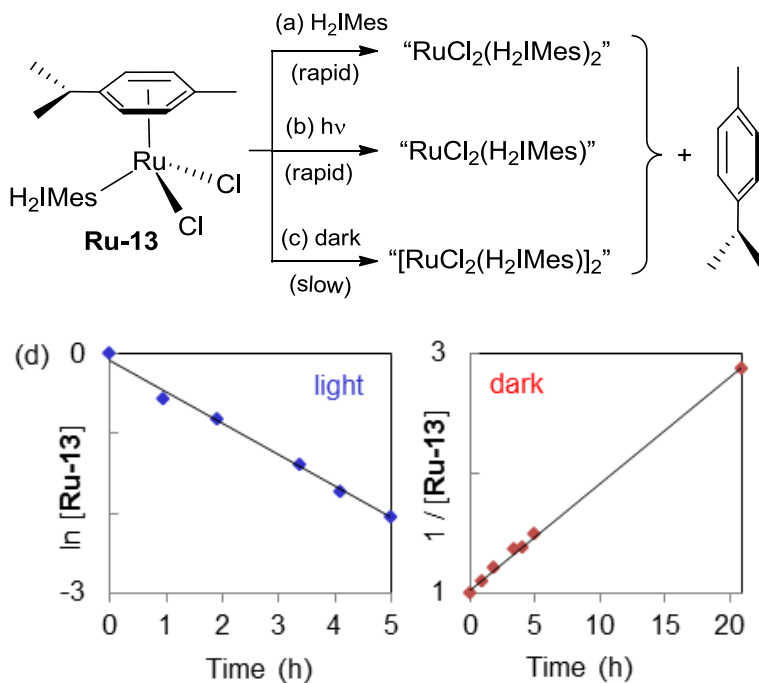 (a) H₂IMes
(rapid)
“RuCl₂(H₂IMes)₂”
(b) hν
(rapid)
“RuCl₂(H₂IMes)”
(c) dark
(slow)
“[RuCl₂(H₂IMes)]₂”
+
Ru
Cl
Cl
H₂IMes
Ru-13
(d)
0
-3
ln [Ru-13]
light
0 1 2 3 4 5
Time (h)
3
1
1 / [Ru-13]
dark
0 5 10 15 20
Time (h)